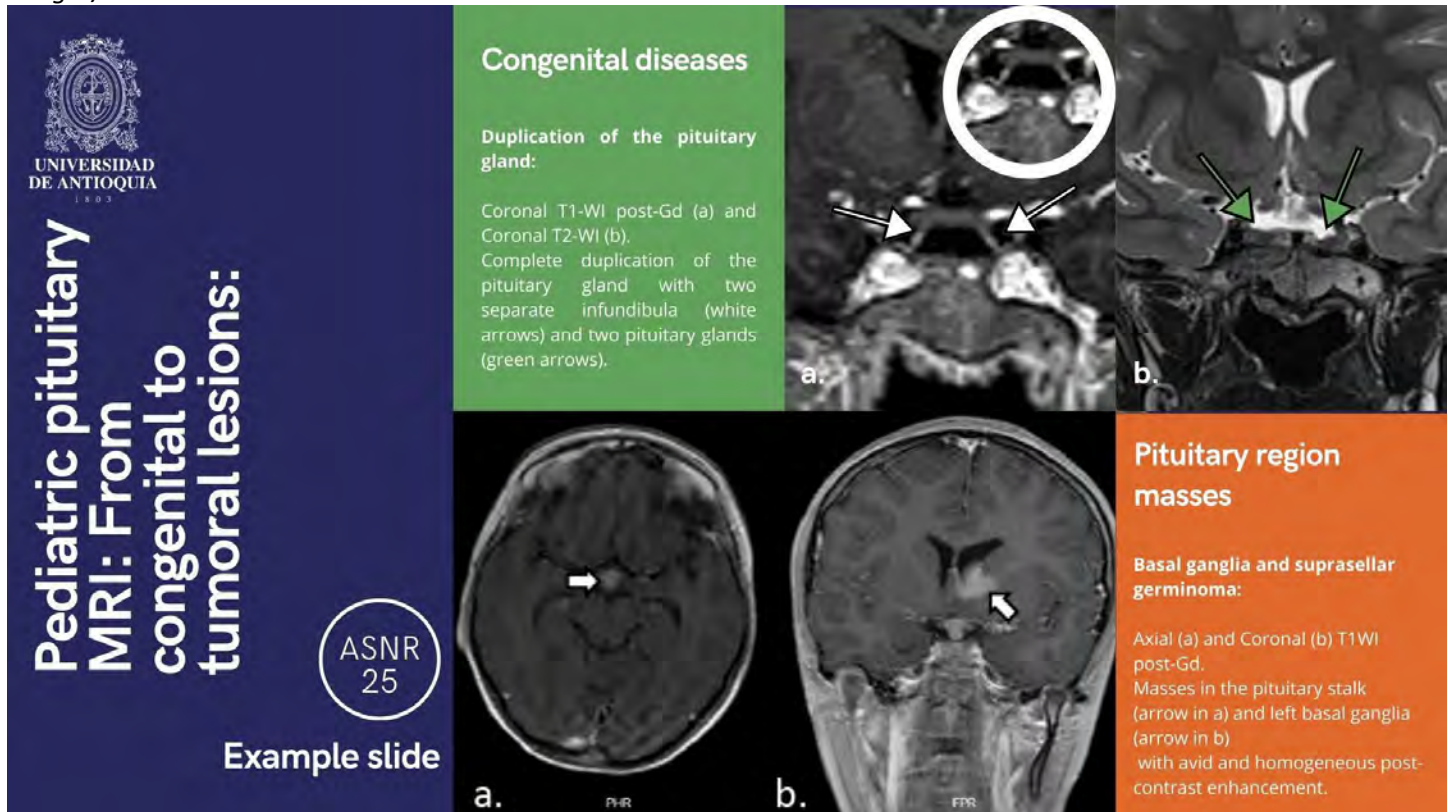 UNIVERSIDAD
DE ANTIOQUIA
1803
Pediatric pituitary
MRI: From
congenital to
tumoral lesions:
ASNR
25
Example slide
Congenital diseases
Duplication of the pituitary
gland:
Coronal T1-WI post-Gd (a) and
Coronal T2-WI (b).
Complete duplication of the
pituitary gland with two
separate infundibula (white
arrows) and two pituitary glands
(green arrows).
a.
b.
a.
PHR
b.
FPR
Pituitary region
masses
Basal ganglia and suprasellar
germinoma:
Axial (a) and Coronal (b) T1WI
post-Gd.
Masses in the pituitary stalk
(arrow in a) and left basal ganglia
(arrow in b)
with avid and homogeneous post-
contrast enhancement.